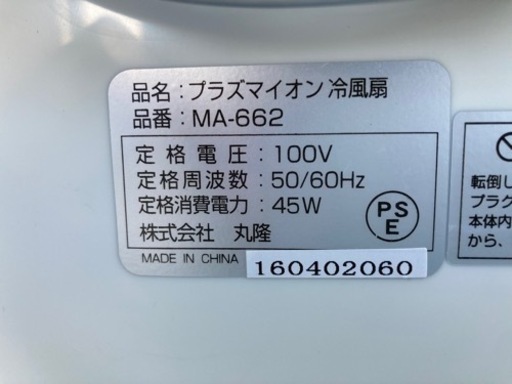 品名：プラズマイオン 冷風扇
品番：MA-662
定格電圧：100V
定格周波数：50/60Hz
定格消費電力：45W
株式会社 丸隆
MADE IN CHINA
160402060
PS
E
転倒し
プラグ
本体内
から、